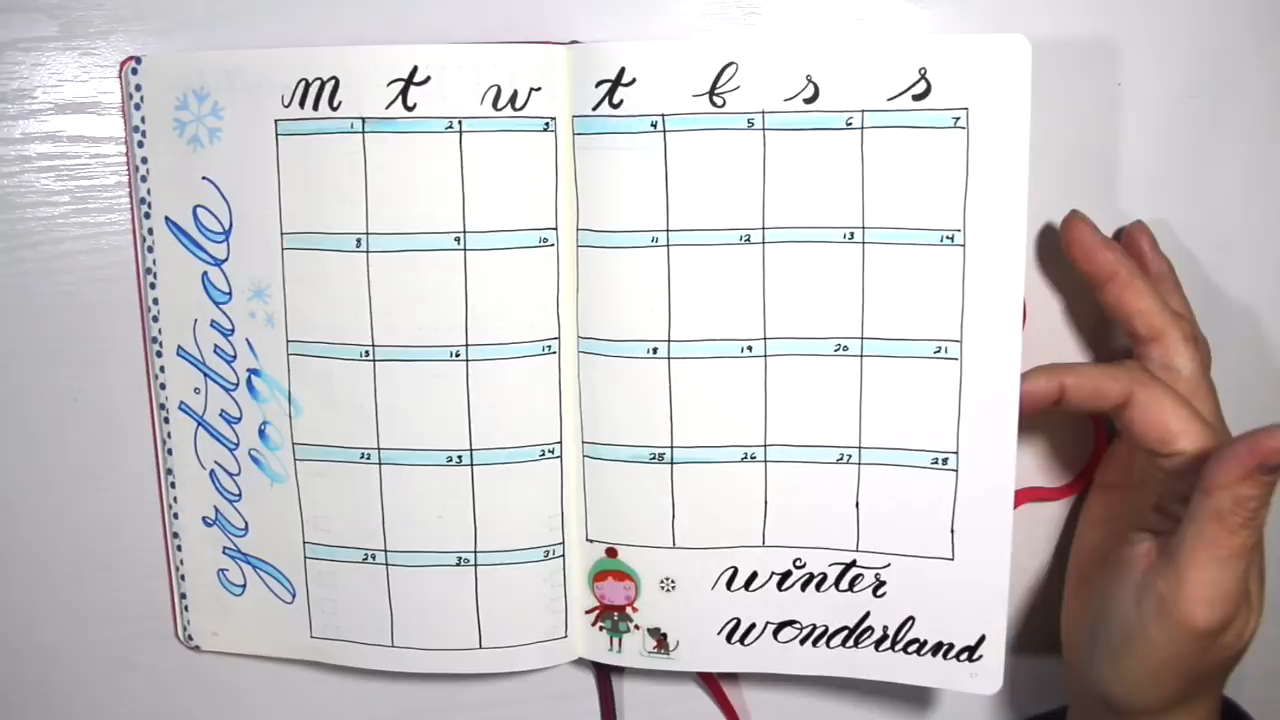 gratitude
log
m t w t f s s
1 2 3 4 5 6 7
8 9 10 11 12 13 14
15 16 17 18 19 20 21
22 23 24 25 26 27 28
29 30 31
winter
wonderland